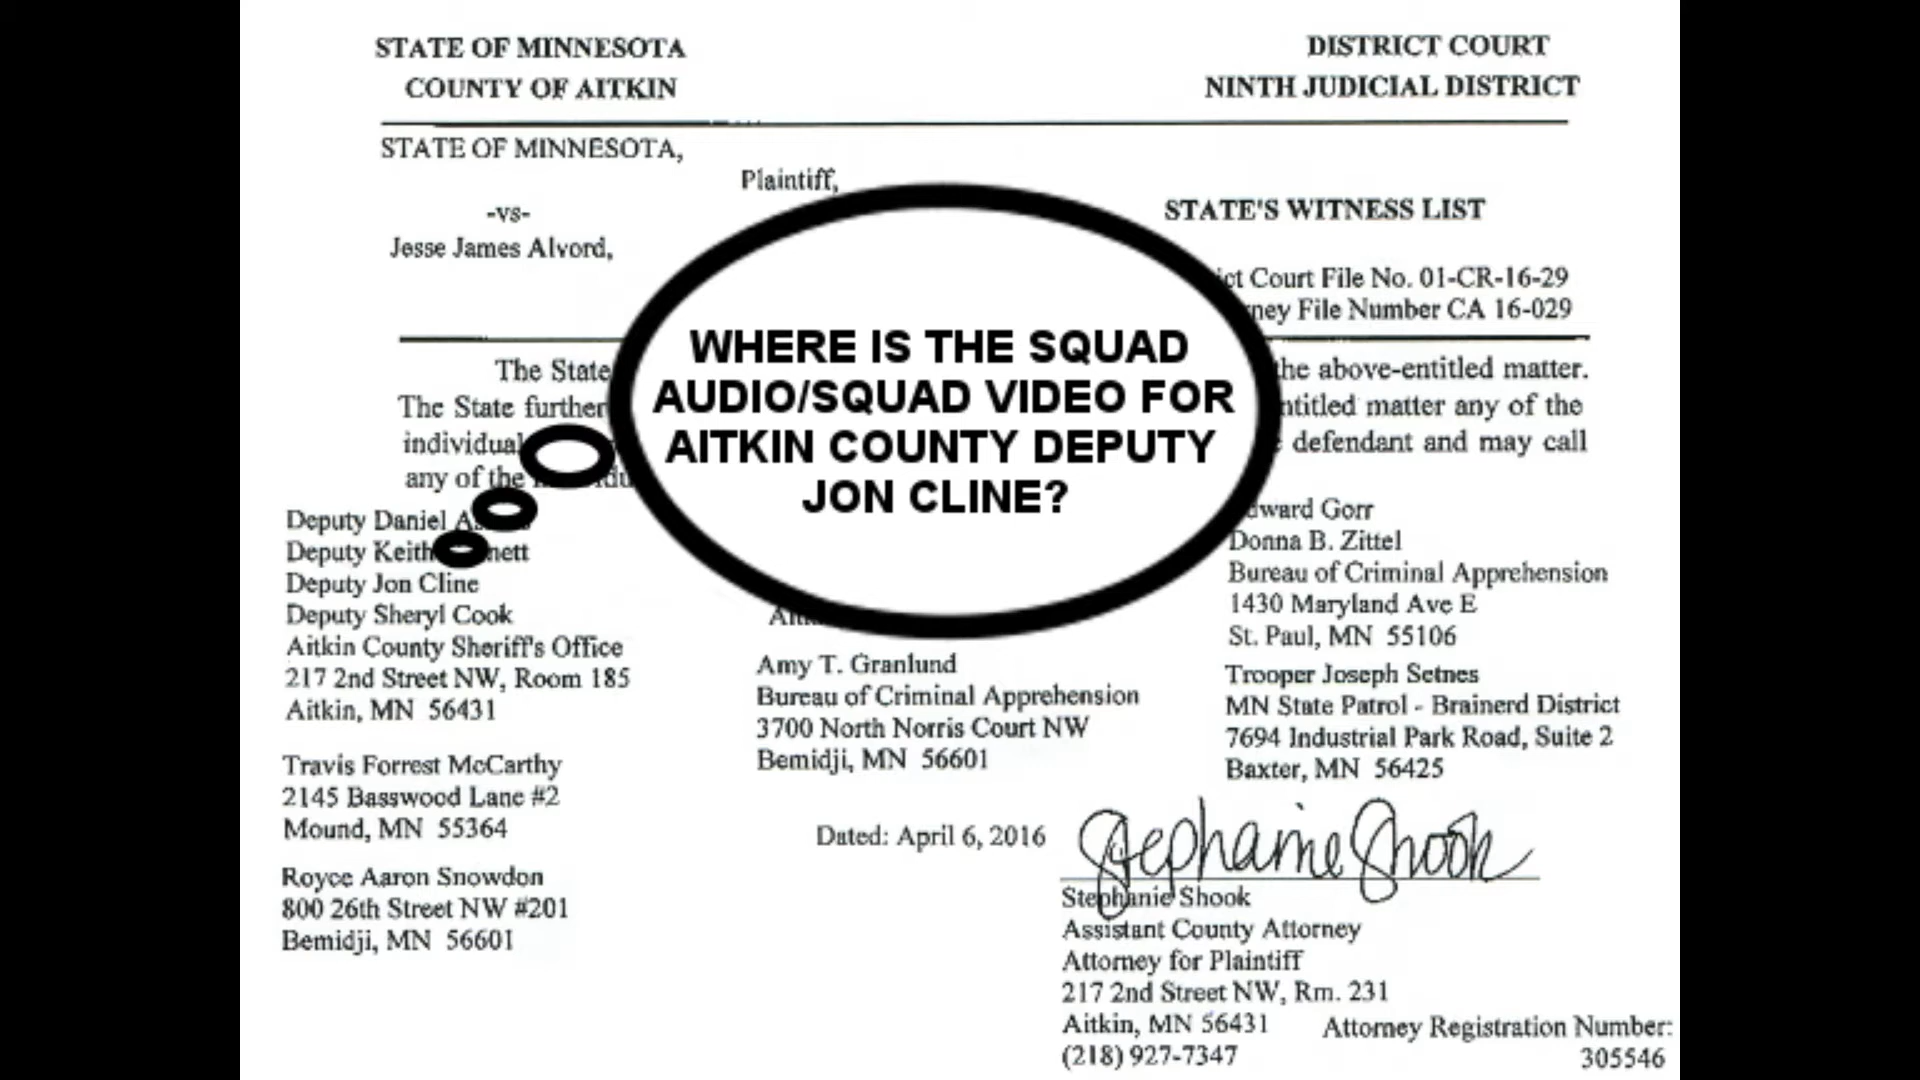 STATE OF MINNESOTA
COUNTY OF AITKIN
DISTRICT COURT
NINTH JUDICIAL DISTRICT
STATE OF MINNESOTA,
Plaintiff,
-vs-
Jesse James Alvord,
STATE'S WITNESS LIST
Court File No. 01-CR-16-29
File Number CA 16-029
The State
the above-entitled matter.
The State further
matter any of the
defendant and may call
any of the
WHERE IS THE SQUAD
AUDIO/SQUAD VIDEO FOR
AITKIN COUNTY DEPUTY
JON CLINE?
Deputy Daniel
Deputy Keith
Deputy Jon Cline
Deputy Sheryl Cook
Aitkin County Sheriff's Office
217 2nd Street NW, Room 185
Aitkin, MN 56431
Travis Forrest McCarthy
2145 Basswood Lane #2
Mound, MN 55364
Royce Aaron Snowdon
800 26th Street NW #201
Bemidji, MN 56601
Amy T. Granlund
Bureau of Criminal Apprehension
3700 North Norris Court NW
Bemidji, MN 56601
Gorr
Donna B. Zittel
Bureau of Criminal Apprehension
1430 Maryland Ave E
St. Paul, MN 55106
Trooper Joseph Setnes
MN State Patrol - Brainerd District
7694 Industrial Park Road, Suite 2
Baxter, MN 56425
Dated: April 6, 2016
Stephanie Shook
Stephanie Shook
Assistant County Attorney
Attorney for Plaintiff
217 2nd Street NW, Rm. 231
Aitkin, MN 56431
(218) 927-7347
Attorney Registration Number:
305546